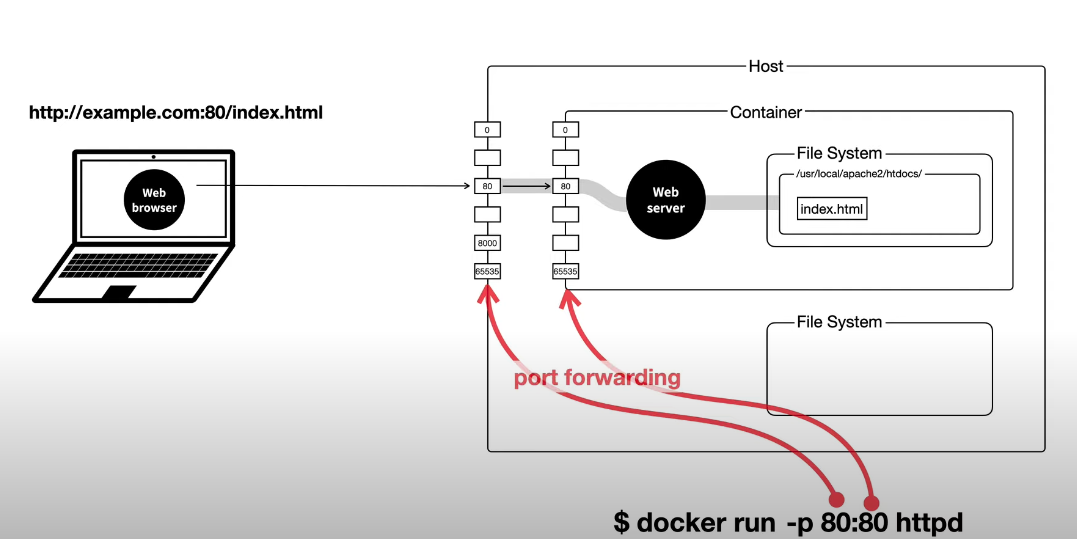 Host
http://example.com:80/index.html
Container
0
0
File System
/usr/local/apache2/htdocs/
Web
browser
80
80
Web
server
index.html
8000
65535
65535
File System
port forwarding
$ docker run -p 80:80 httpd